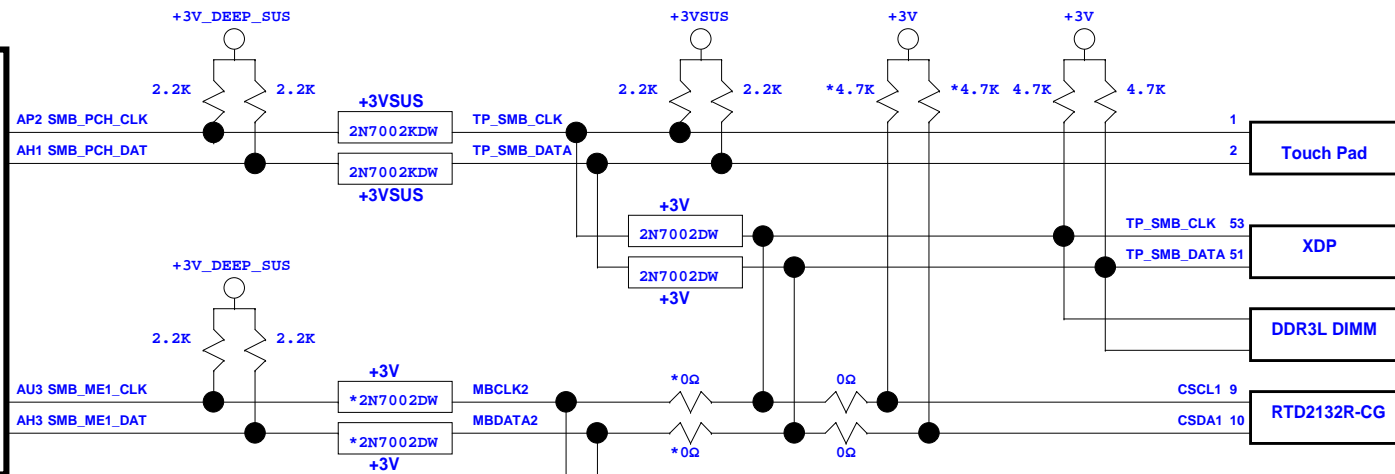 +3V_DEEP_SUS +3VSUS +3V +3V
2.2K 2.2K 2.2K 2.2K *4.7K *4.7K 4.7K 4.7K
+3VSUS
AP2 SMB_PCH_CLK 2N7002KDW TP_SMB_CLK 1
AH1 SMB_PCH_DAT 2N7002KDW TP_SMB_DATA 2 Touch Pad
+3VSUS
+3V
2N7002DW TP_SMB_CLK 53
2N7002DW TP_SMB_DATA 51 XDP
+3V
+3V_DEEP_SUS
2.2K 2.2K
DDR3L DIMM
+3V
AU3 SMB_ME1_CLK *2N7002DW MBCLK2 *0Ω 0Ω CSCL1 9
AH3 SMB_ME1_DAT *2N7002DW MBDATA2 *0Ω 0Ω CSDA1 10 RTD2132R-CG
+3V